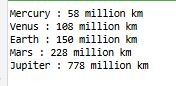 Mercury : 58 million km
Venus : 108 million km
Earth : 150 million km
Mars : 228 million km
Jupiter : 778 million km